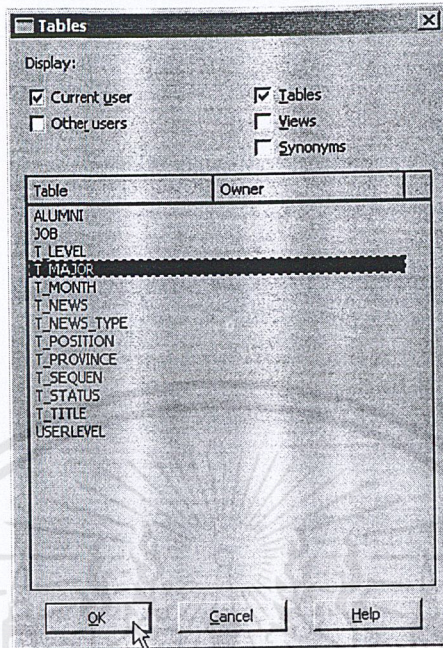 Tables
Display:
Current user
Tables
Other users
Views
Synonyms
Table Owner
ALUMNI
JOB
T_LEVEL
T_MAJOR
T_MONTH
T_NEWS
T_NEWS_TYPE
T_POSITION
T_PROVINCE
T_SEQUEN
T_STATUS
T_TITLE
USERLEVEL
OK Cancel Help